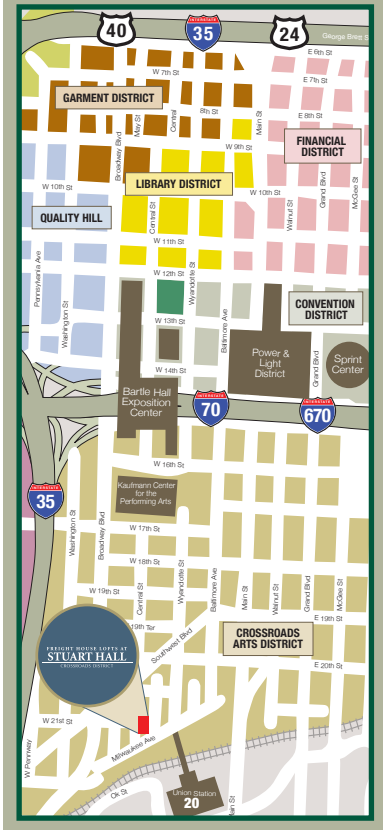 40
INTERSTATE
35
24
George Brett B
E 6th St
W 7th St
E 7th St
GARMENT DISTRICT
Central
8th St
May St
Main St
E 8th St
Broadway Blvd
W 9th St
FINANCIAL
DISTRICT
W 10th St
LIBRARY DISTRICT
W 10th St
Walnut St
Grand Blvd
McGee St
QUALITY HILL
Central St
W 11th St
Pennsylvania Ave
Washington St
W 12th St
Wyandotte St
CONVENTION
DISTRICT
W 13th St
Baltimore Ave
Power &
Light
District
Grand Blvd
Sprint
Center
W 14th St
Bartle Hall
Exposition
Center
INTERSTATE
70
INTERSTATE
670
W 16th St
INTERSTATE
35
Kaufmann Center
for the
Performing Arts
Washington St
Broadway Blvd
W 17th St
W 18th St
W 19th St
Central St
Wyandotte St
Baltimore Ave
Main St
Walnut St
Grand Blvd
McGee St
E 19th St
19th Ter
Southwest Blvd
CROSSROADS
ARTS DISTRICT
FREIGHT HOUSE LOFTS AT
STUART HALL
CROSSROADS DISTRICT
E 20th St
W 21st St
Milwaukee Ave
W Pennway
Ok St
Union Station
20
Main St